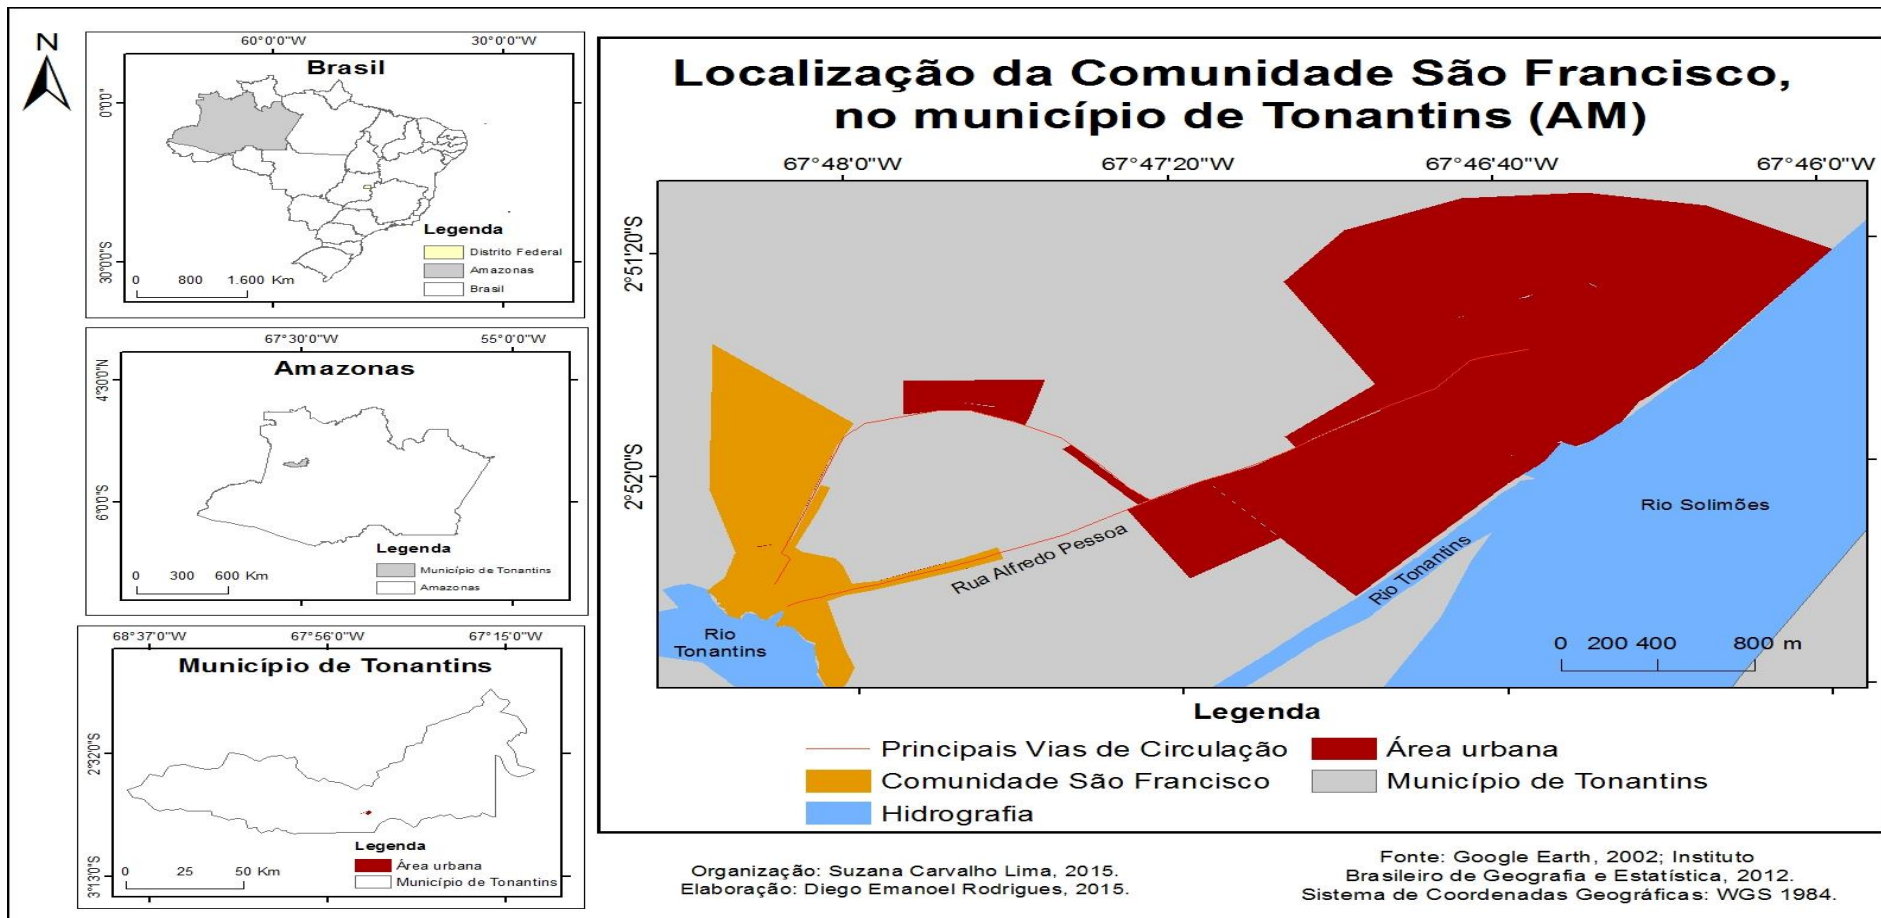 N
60°0'0"W
30°0'0"W
Brasil
0°0'0"
30°0'0"S
Legenda
Distrito Federal
Amazonas
Brasil
0 800 1.600 Km
67°30'0"W
55°0'0"W
Amazonas
4°30'0"N
6°0'0"S
Legenda
Município de Tonantins
Amazonas
0 300 600 Km
68°37'0"W
67°56'0"W
67°15'0"W
Município de Tonantins
2°32'0"S
3°13'0"S
Legenda
Área urbana
Município de Tonantins
0 25 50 Km
Localização da Comunidade São Francisco,
no município de Tonantins (AM)
67°48'0"W
67°47'20"W
67°46'40"W
67°46'0"W
2°51'20"S
2°52'0"S
Rio Solimões
Rua Alfredo Pessoa
Rio Tonantins
Rio
Tonantins
0 200 400 800 m
Legenda
Principais Vias de Circulação
Área urbana
Comunidade São Francisco
Município de Tonantins
Hidrografia
Organização: Suzana Carvalho Lima, 2015.
Elaboração: Diego Emanoel Rodrigues, 2015.
Fonte: Google Earth, 2002; Instituto
Brasileiro de Geografia e Estatística, 2012.
Sistema de Coordenadas Geográficas: WGS 1984.